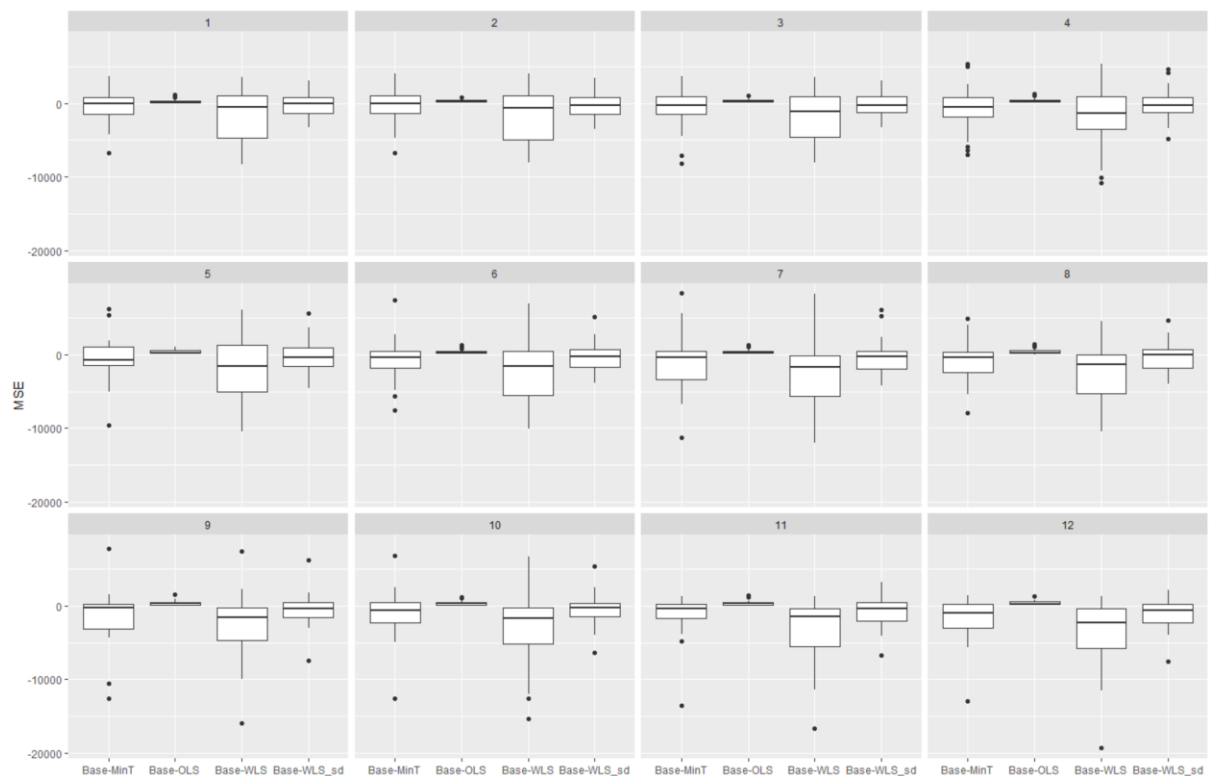 1 2 3 4
0
-10000
-20000
5 6 7 8
0
-10000
-20000
MSE
9 10 11 12
0
-10000
-20000
Base-MinT Base-OLS Base-WLS Base-WLS_sd Base-MinT Base-OLS Base-WLS Base-WLS_sd Base-MinT Base-OLS Base-WLS Base-WLS_sd Base-MinT Base-OLS Base-WLS Base-WLS_sd